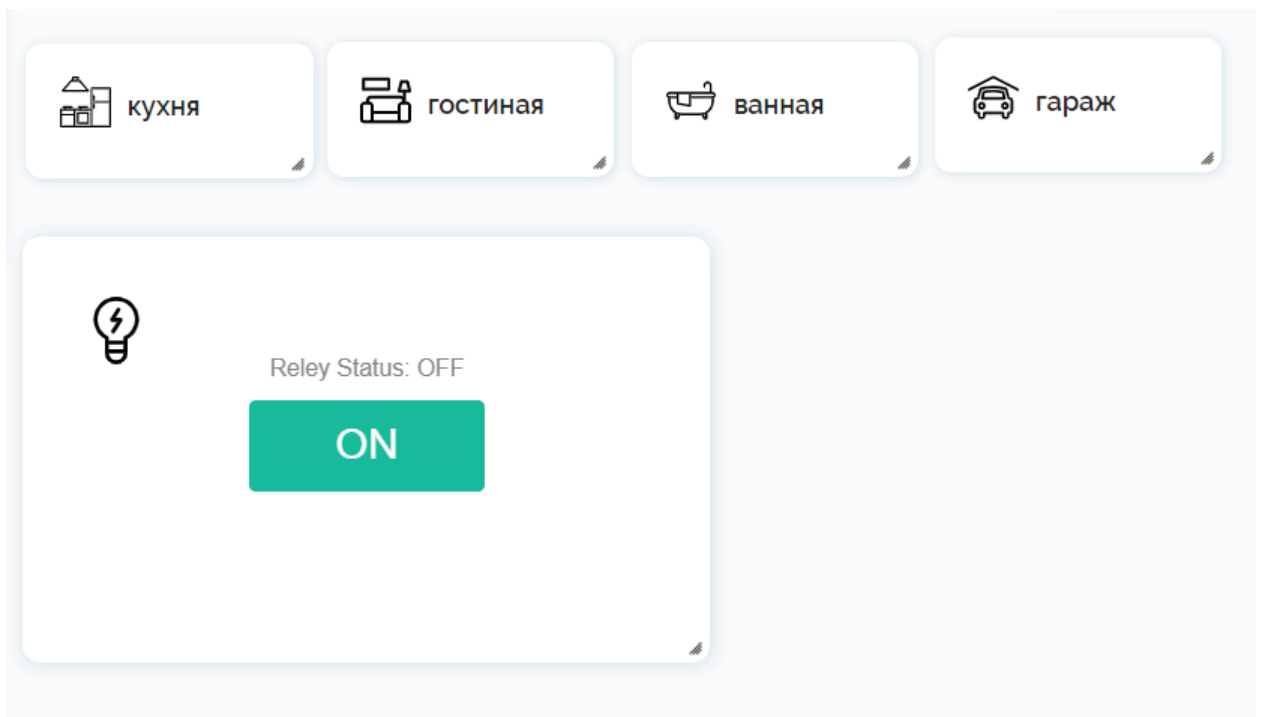 кухня
гостиная
ванная
гараж
Reley Status: OFF
ON